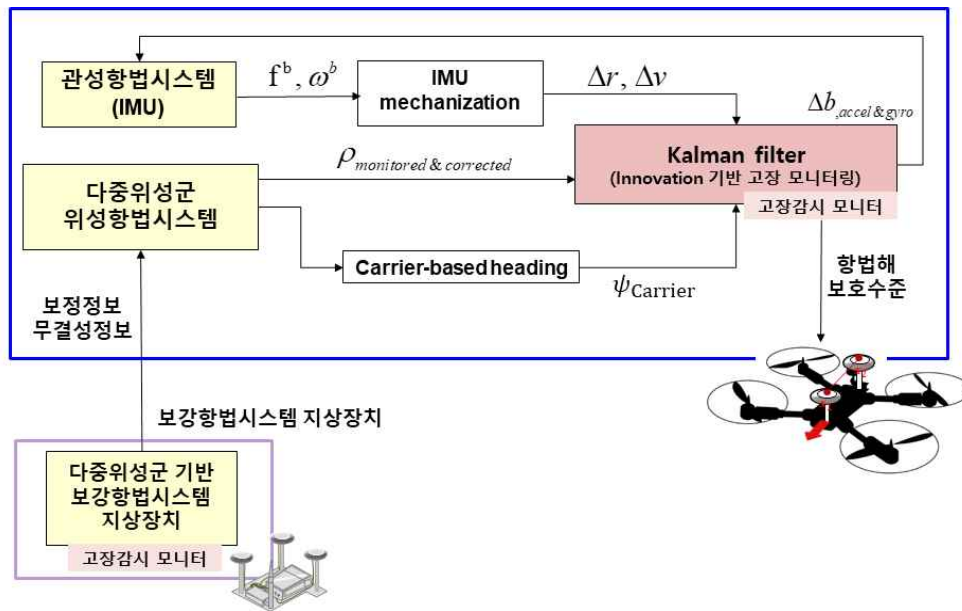 관성항법시스템
(IMU)
f^b, ω^b
IMU
mechanization
Δr, Δv
Δb,accel&gyro
Kalman filter
(Innovation 기반 고장 모니터링)
고장감시 모니터
ρ monitored & corrected
다중위성군
위성항법시스템
Carrier-based heading
ψ_Carrier
항법해
보호수준
보정정보
무결성정보
보강항법시스템 지상장치
다중위성군 기반
보강항법시스템
지상장치
고장감시 모니터